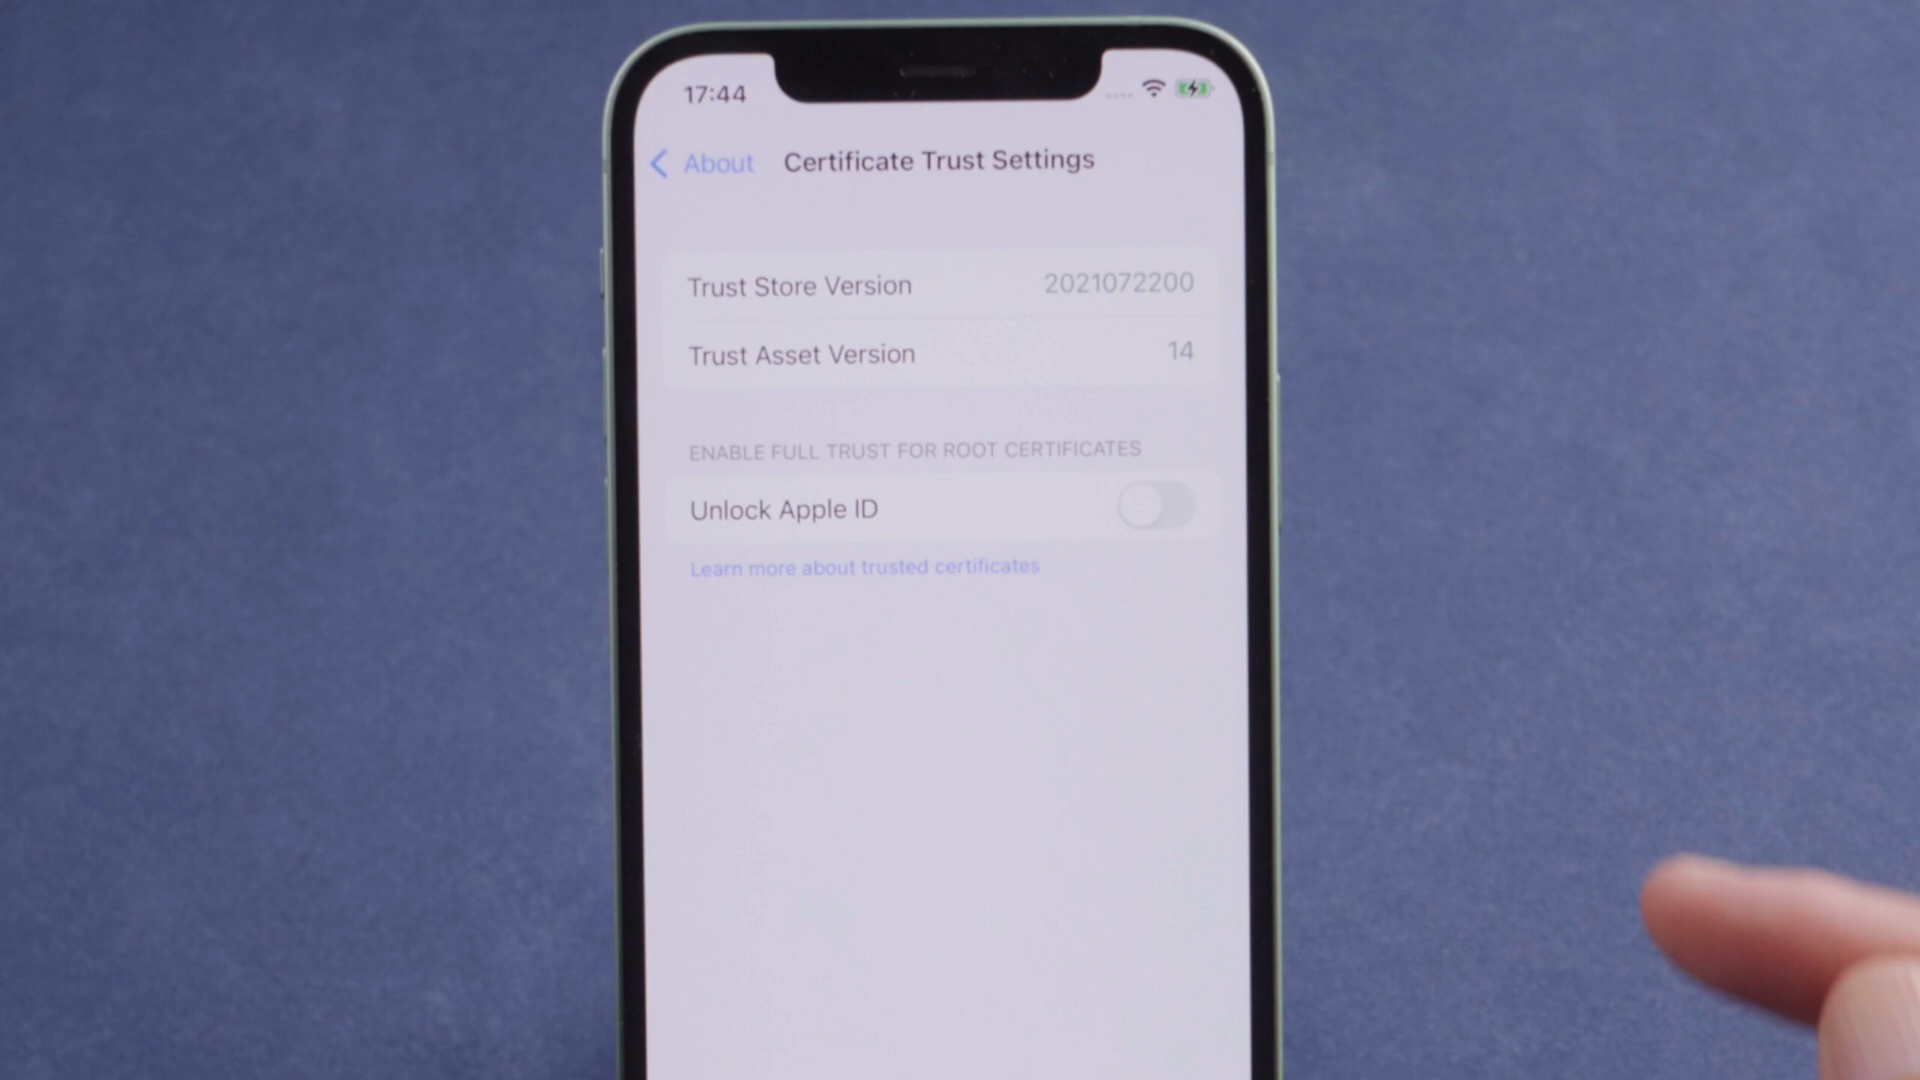 17:44
About Certificate Trust Settings
Trust Store Version 2021072200
Trust Asset Version 14
ENABLE FULL TRUST FOR ROOT CERTIFICATES
Unlock Apple ID
Learn more about trusted certificates